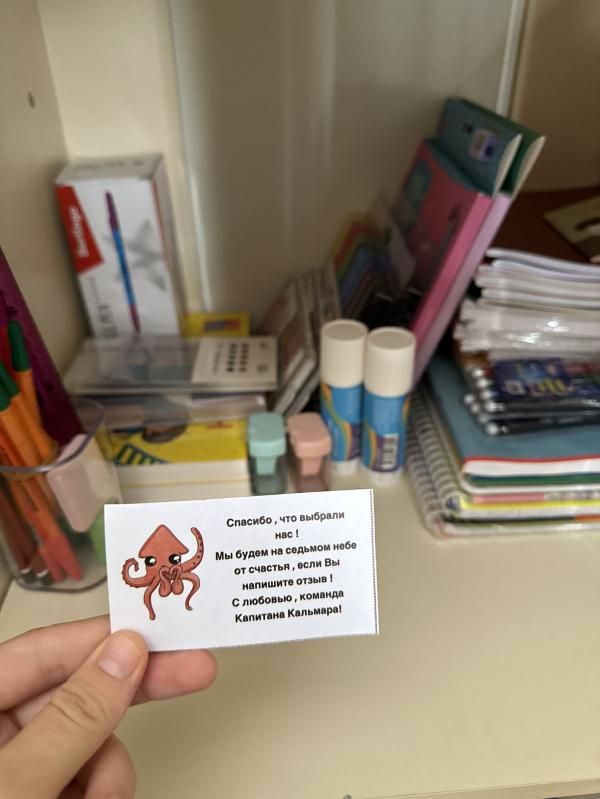 berlingo
Спасибо , что выбрали
нас !
Мы будем на седьмом небе
от счастья , если Вы
напишите отзыв !
С любовью , команда
Капитана Кальмара!